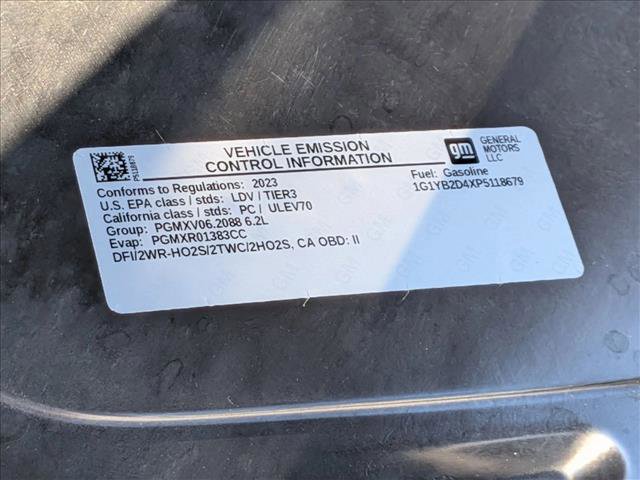 VEHICLE EMISSION
CONTROL INFORMATION
gm
GENERAL
MOTORS
LLC
P5118679
Conforms to Regulations: 2023
U.S. EPA class / stds: LDV / TIER3
California class / stds: PC / ULEV70
Group: PGMXV06.2088 6.2L
Evap: PGMXR01383CC
DFI/2WR-HO2S/2TWC/2HO2S, CA OBD: II
Fuel: Gasoline
1G1YB2D4XP5118679